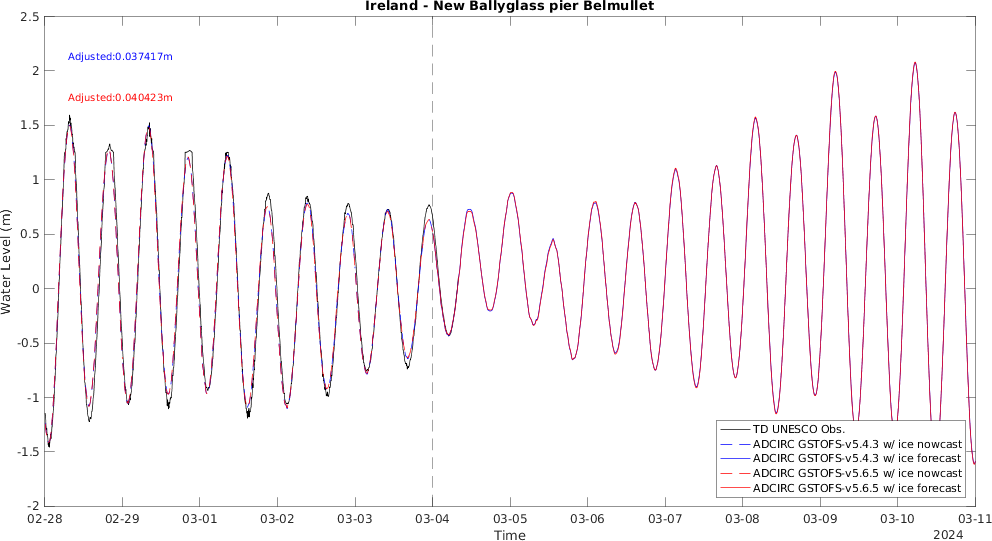 Ireland - New Ballyglass pier Belmullet
Adjusted:0.037417m
Adjusted:0.040423m
Water Level (m)
2.5
2
1.5
1
0.5
0
-0.5
-1
-1.5
-2
TD UNESCO Obs.
ADCIRC GSTOFS-v5.4.3 w/ ice nowcast
ADCIRC GSTOFS-v5.4.3 w/ ice forecast
ADCIRC GSTOFS-v5.6.5 w/ ice nowcast
ADCIRC GSTOFS-v5.6.5 w/ ice forecast
02-28 02-29 03-01 03-02 03-03 03-04 03-05 03-06 03-07 03-08 03-09 03-10 03-11
Time
2024